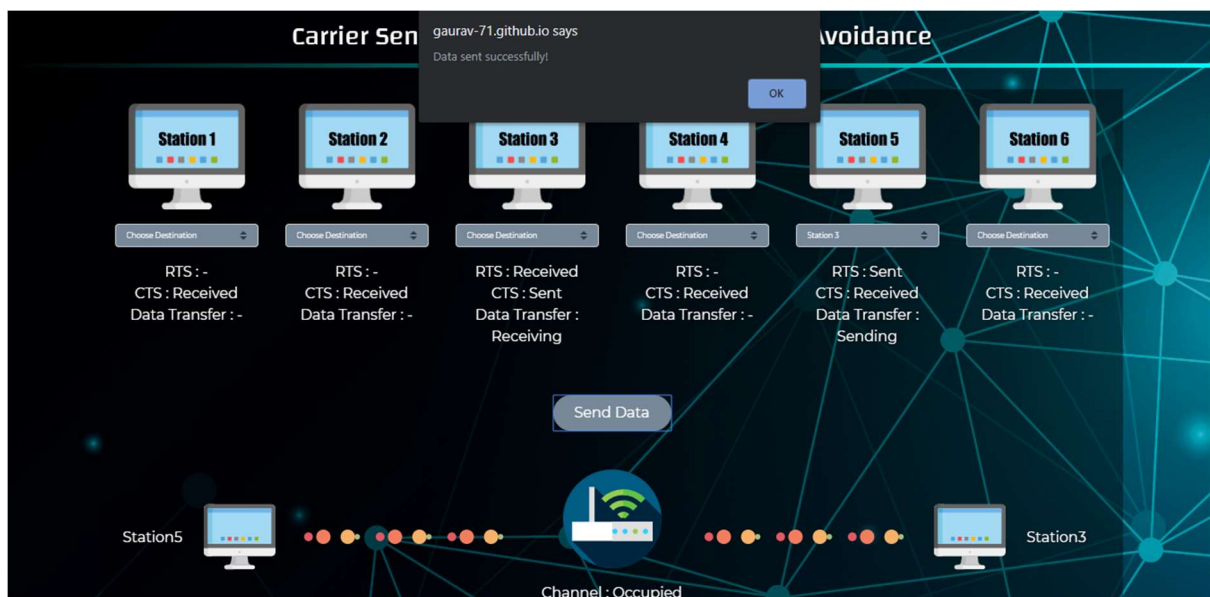 Carrier Sen
Avoidance
gaurav-71.github.io says
Data sent successfully!
OK
Station 1
Station 2
Station 3
Station 4
Station 5
Station 6
Choose Destination
Choose Destination
Choose Destination
Choose Destination
Station 3
Choose Destination
RTS : -
CTS : Received
Data Transfer : -
RTS : -
CTS : Received
Data Transfer : -
RTS : Received
CTS : Sent
Data Transfer :
Receiving
RTS : -
CTS : Received
Data Transfer : -
RTS : Sent
CTS : Received
Data Transfer :
Sending
RTS : -
CTS : Received
Data Transfer : -
Send Data
Station5
Station3
Channel : Occupied